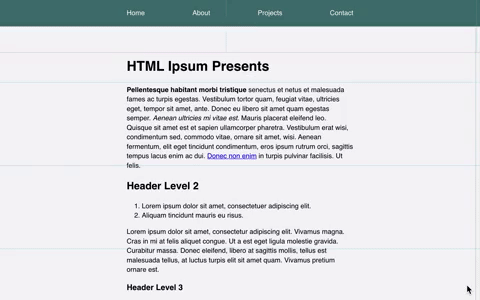 Home About Projects Contact
HTML Ipsum Presents
Pellentesque habitant morbi tristique senectus et netus et malesuada
fames ac turpis egestas. Vestibulum tortor quam, feugiat vitae, ultricies
eget, tempor sit amet, ante. Donec eu libero sit amet quam egestas
semper. Aenean ultricies mi vitae est. Mauris placerat eleifend leo.
Quisque sit amet est et sapien ullamcorper pharetra. Vestibulum erat wisi,
condimentum sed, commodo vitae, ornare sit amet, wisi. Aenean
fermentum, elit eget tincidunt condimentum, eros ipsum rutrum orci, sagittis
tempus lacus enim ac dui. Donec non enim in turpis pulvinar facilisis. Ut
felis.
Header Level 2
1. Lorem ipsum dolor sit amet, consectetuer adipiscing elit.
2. Aliquam tincidunt mauris eu risus.
Lorem ipsum dolor sit amet, consectetur adipiscing elit. Vivamus magna.
Cras in mi at felis aliquet congue. Ut a est eget ligula molestie gravida.
Curabitur massa. Donec eleifend, libero at sagittis mollis, tellus est
malesuada tellus, at luctus turpis elit sit amet quam. Vivamus pretium
ornare est.
Header Level 3